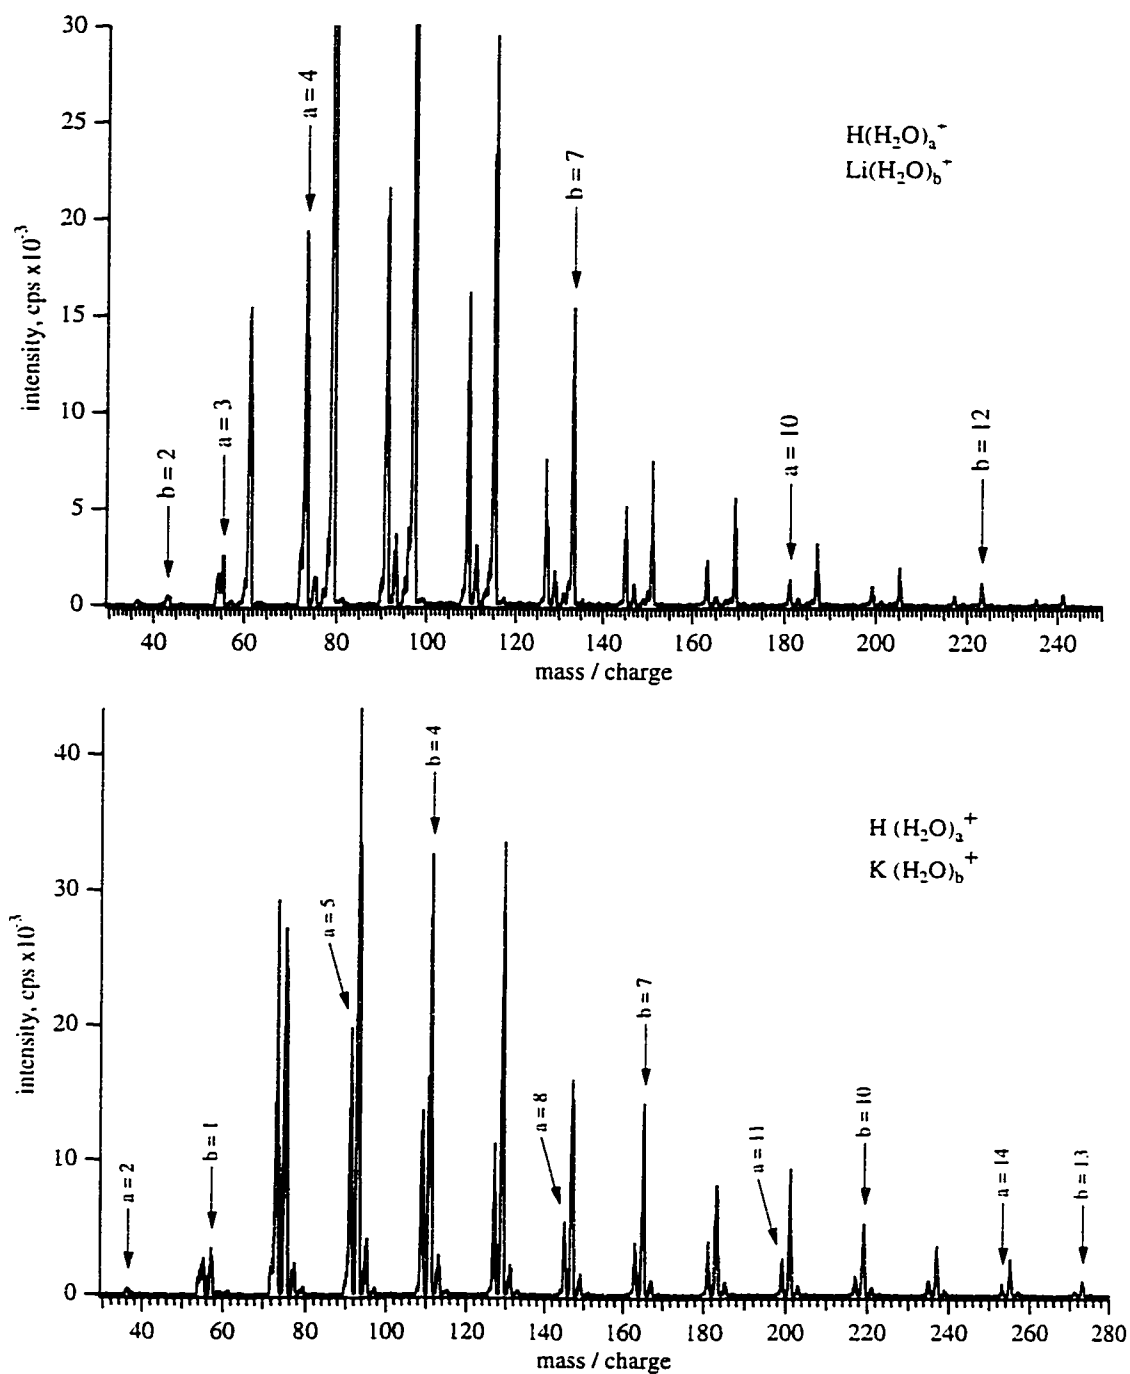 30
25
20
15
10
5
0
intensity, cps x10⁻³
b = 2
a = 3
a = 4
b = 7
a = 10
b = 12
H(H₂O)ₐ⁺
Li(H₂O)b⁺
40 60 80 100 120 140 160 180 200 220 240
mass / charge
40
30
20
10
0
intensity, cps x10⁻³
a = 2
b = 1
a = 5
b = 4
a = 8
b = 7
a = 11
b = 10
a = 14
b = 13
H (H₂O)ₐ⁺
K (H₂O)b⁺
40 60 80 100 120 140 160 180 200 220 240 260 280
mass / charge